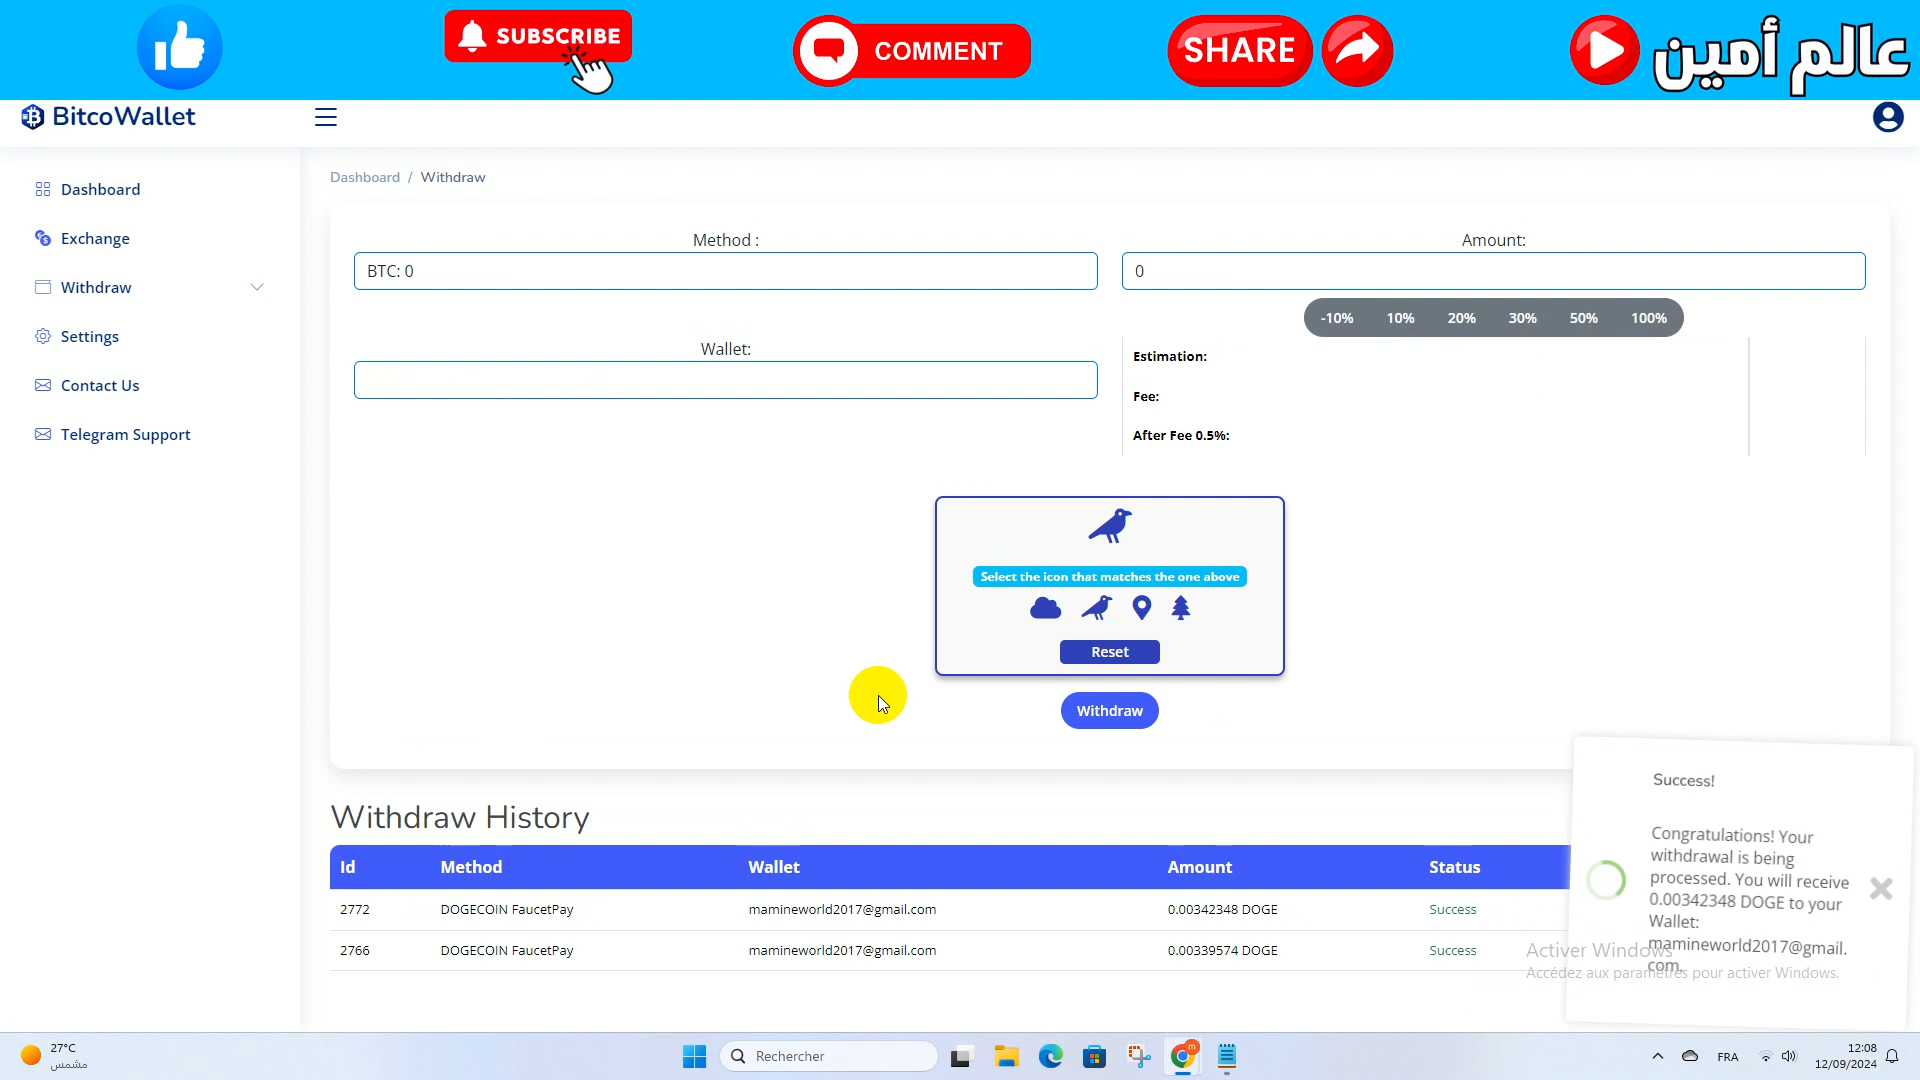 SUBSCRIBE
COMMENT
SHARE
عالم أمين
BitcoWallet
Dashboard
Exchange
Withdraw
Settings
Contact Us
Telegram Support
Dashboard / Withdraw
Method :
BTC: 0
Amount:
0
-10% 10% 20% 30% 50% 100%
Wallet:
Estimation:
Fee:
After Fee 0.5%:
Select the icon that matches the one above
Reset
Withdraw
Withdraw History
Id Method Wallet Amount Status
2772 DOGECOIN FaucetPay mamineworld2017@gmail.com 0.00342348 DOGE Success
2766 DOGECOIN FaucetPay mamineworld2017@gmail.com 0.00339574 DOGE Success
Success!
Congratulations! Your
withdrawal is being
processed. You will receive
0.00342348 DOGE to your
Wallet:
mamineworld2017@gmail.
com.
Activer Windows
Accédez aux paramètres pour activer Windows.
27°C
مشمس
Rechercher
m
FRA
12:08
12/09/2024